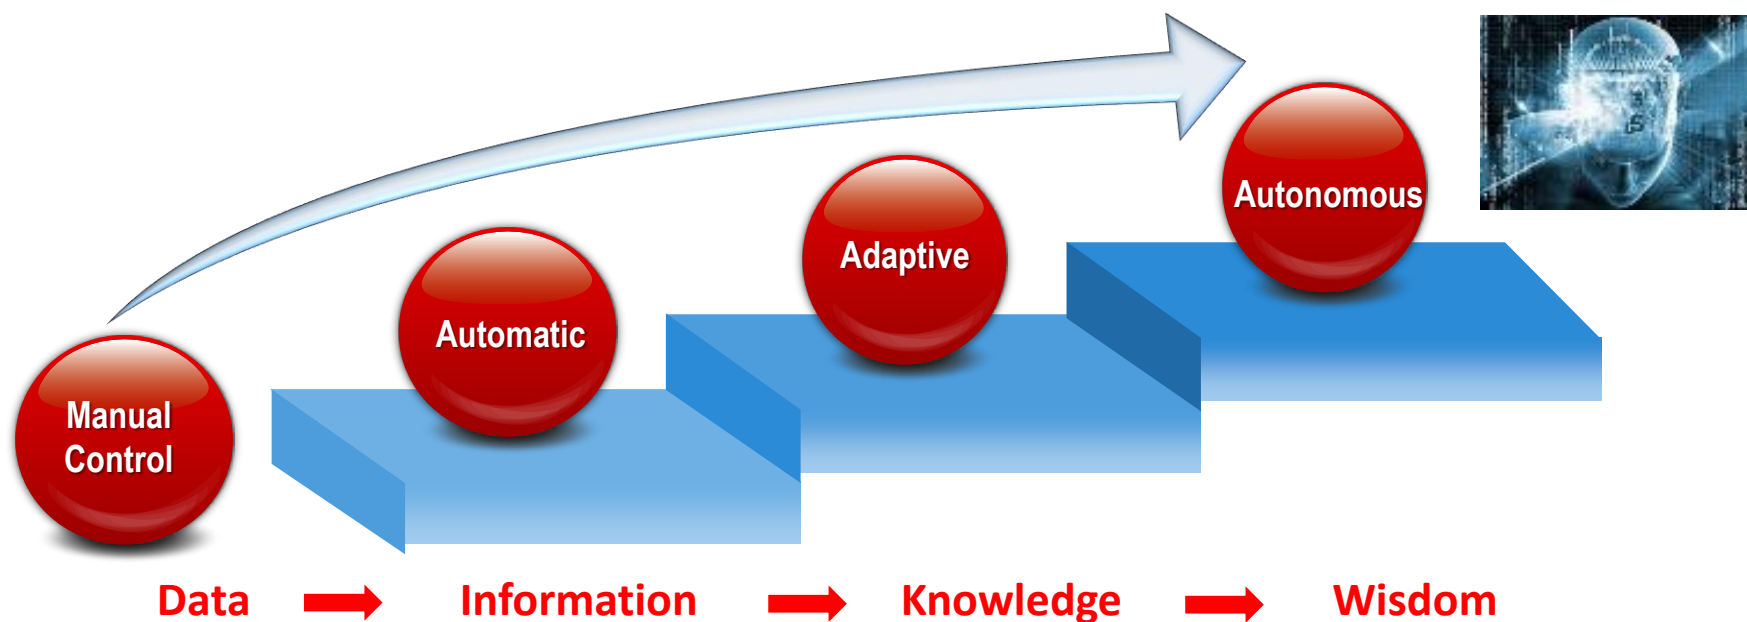 Autonomous
Adaptive
Automatic
Manual
Control
Data Information Knowledge Wisdom